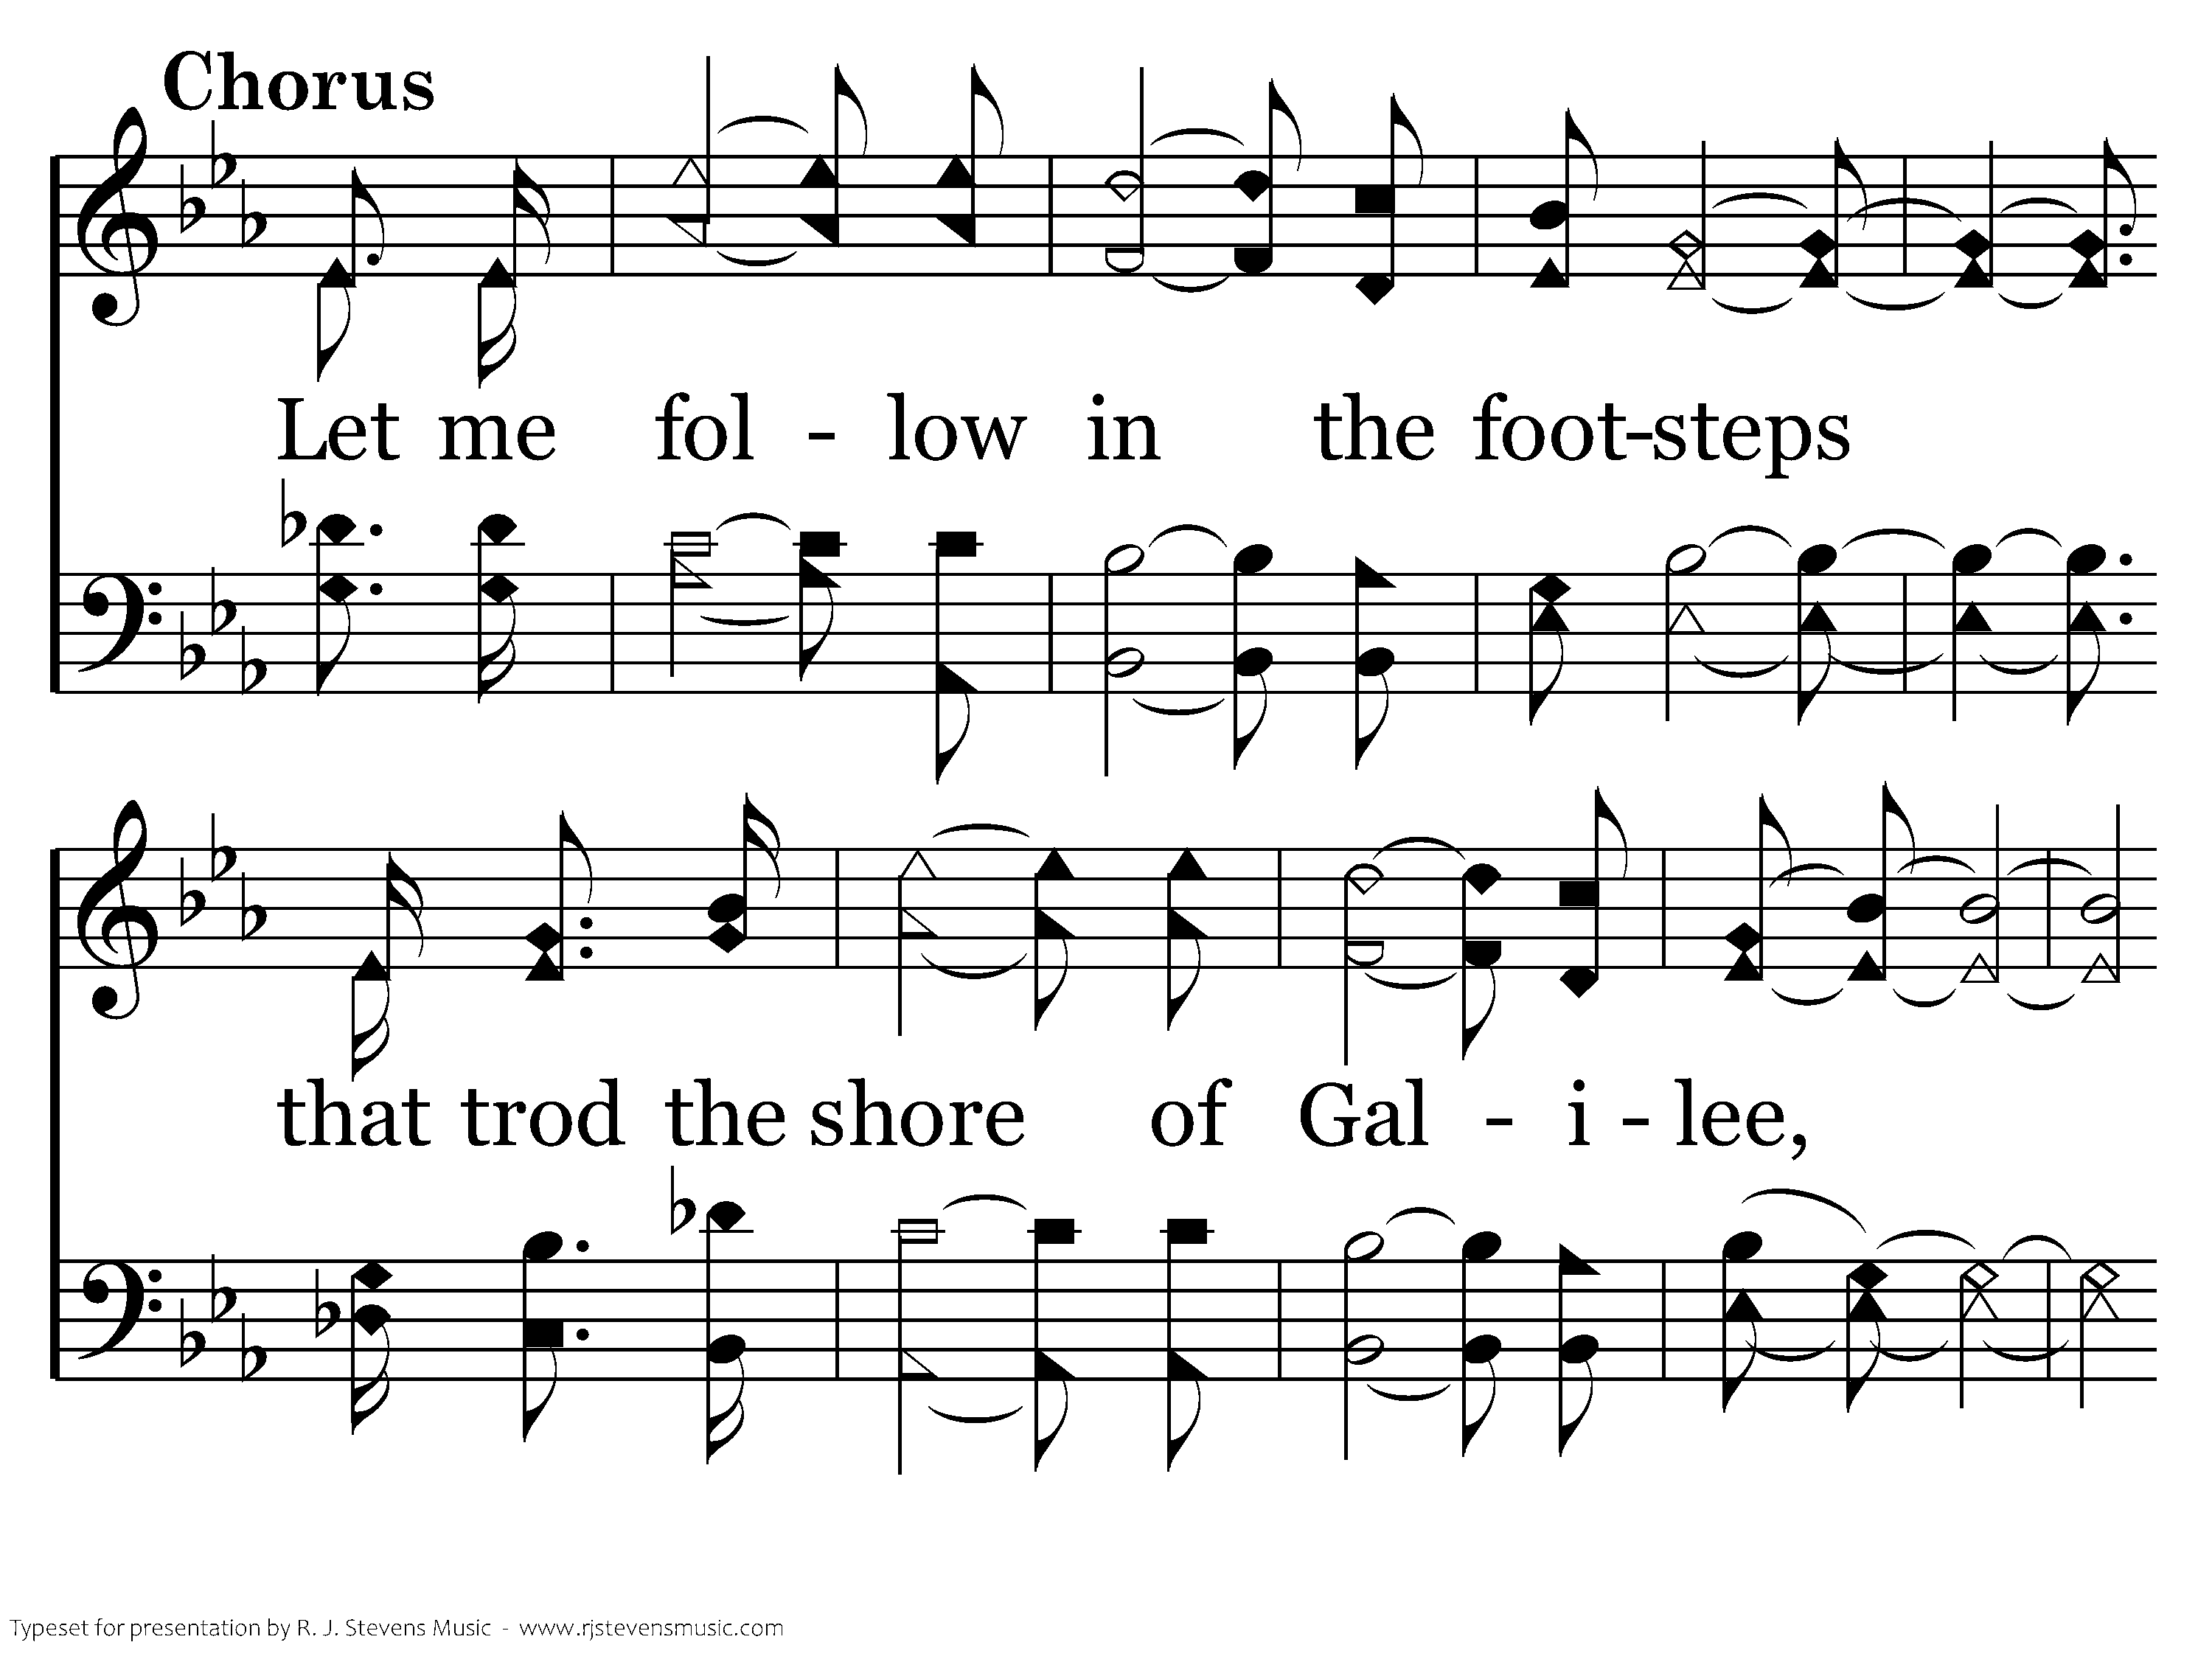 Chorus
Let me fol - low in the foot-steps
that trod the shore of Gal - i - lee,
Typeset for presentation by R. J. Stevens Music - www.rjstevensmusic.com